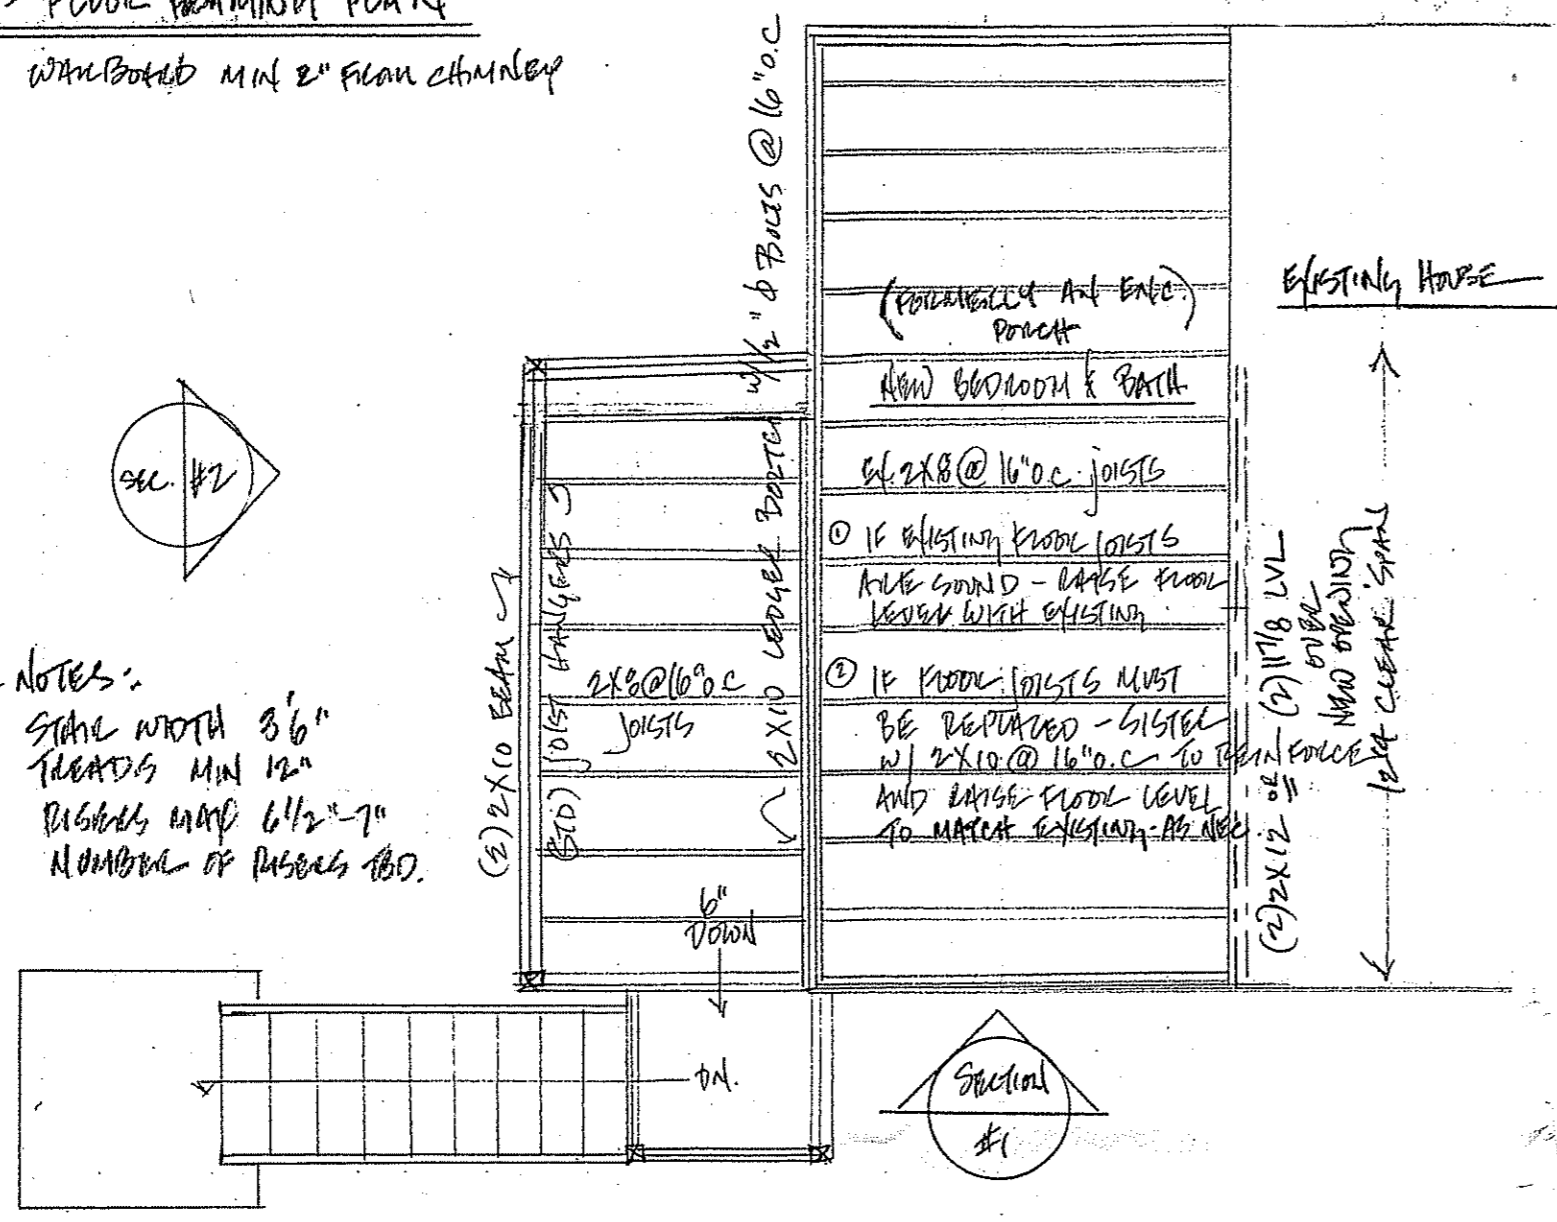 FLOOR FRAMING PLAN
WALLBOARD MIN 2" FROM CHIMNEY
EXISTING HOUSE
(FORMERLY AN ENC.
PORCH)
NEW BEDROOM & BATH
EX. 2X8 @ 16" O.C. JOISTS
① IF EXISTING FLOOR JOISTS
ARE SOUND - RAISE FLOOR
LEVEL WITH EXISTING
② IF FLOOR JOISTS MUST
BE REPLACED - SISTER
W/ 2X10 @ 16" O.C. TO REINFORCE
AND RAISE FLOOR LEVEL
TO MATCH EXISTING - AS NEC.
2X10 LEDGER BOARD W/ 1/2" ф BOLTS @ 16" O.C
(2) 2X10 BEAM
(STD) JOIST HANGERS
2X8 @ 16" O.C
JOISTS
(2) 2X12 OR (2) 11 7/8 LVL
OVER
NEW OPENING
CLEAR SPAN
SEC. #2
NOTES:
STAIR WIDTH 3'6"
TREADS MIN 12"
RISERS MAX 6 1/2"-7"
NUMBER OF RISERS TBD.
6"
DOWN
DN.
SECTION
#1